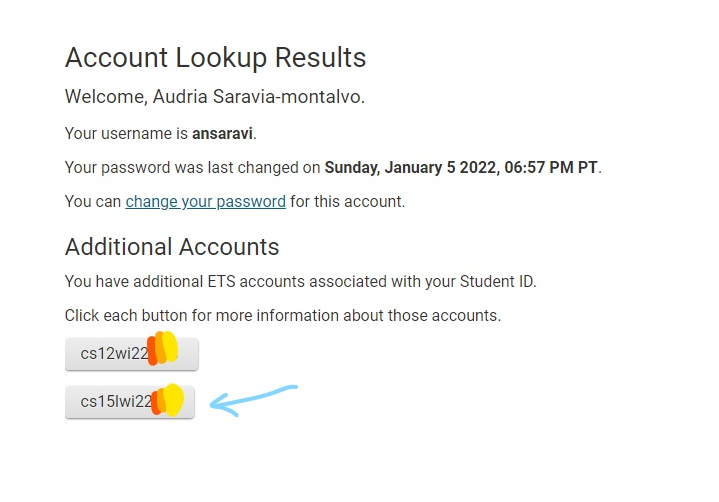 Account Lookup Results
Welcome, Audria Saravia-montalvo.
Your username is ansaravi.
Your password was last changed on Sunday, January 5 2022, 06:57 PM PT.
You can change your password for this account.
Additional Accounts
You have additional ETS accounts associated with your Student ID.
Click each button for more information about those accounts.
cs12wi22
cs15lwi22